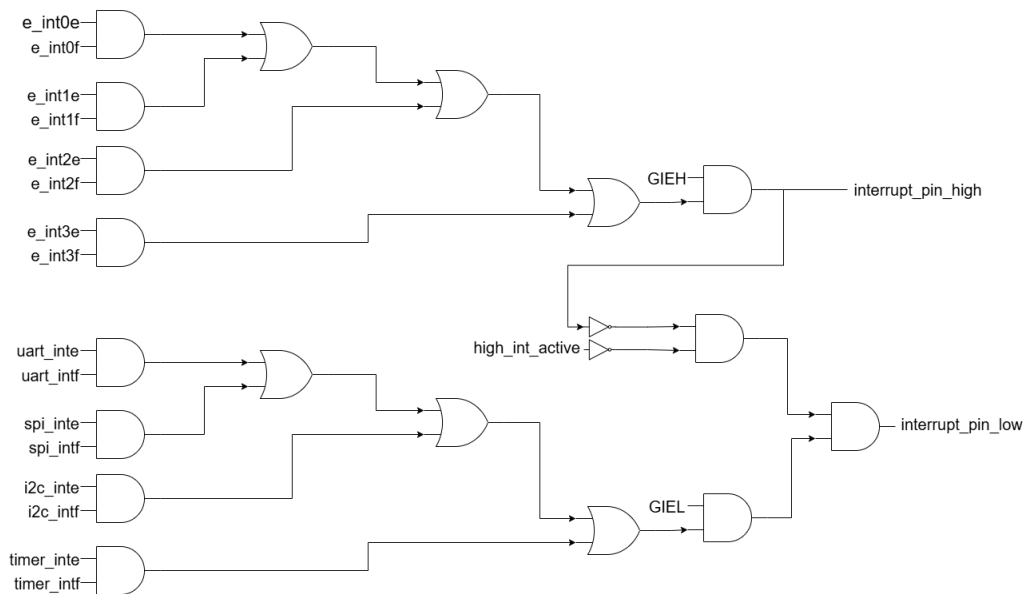 e_int0e
e_int0f
e_int1e
e_int1f
e_int2e
e_int2f
GIEH
interrupt_pin_high
e_int3e
e_int3f
high_int_active
uart_inte
uart_intf
spi_inte
spi_intf
interrupt_pin_low
i2c_inte
i2c_intf
GIEL
timer_inte
timer_intf